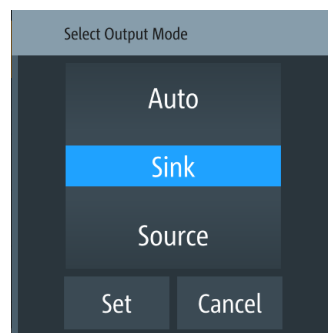 Select Output Mode
Auto
Sink
Source
Set Cancel